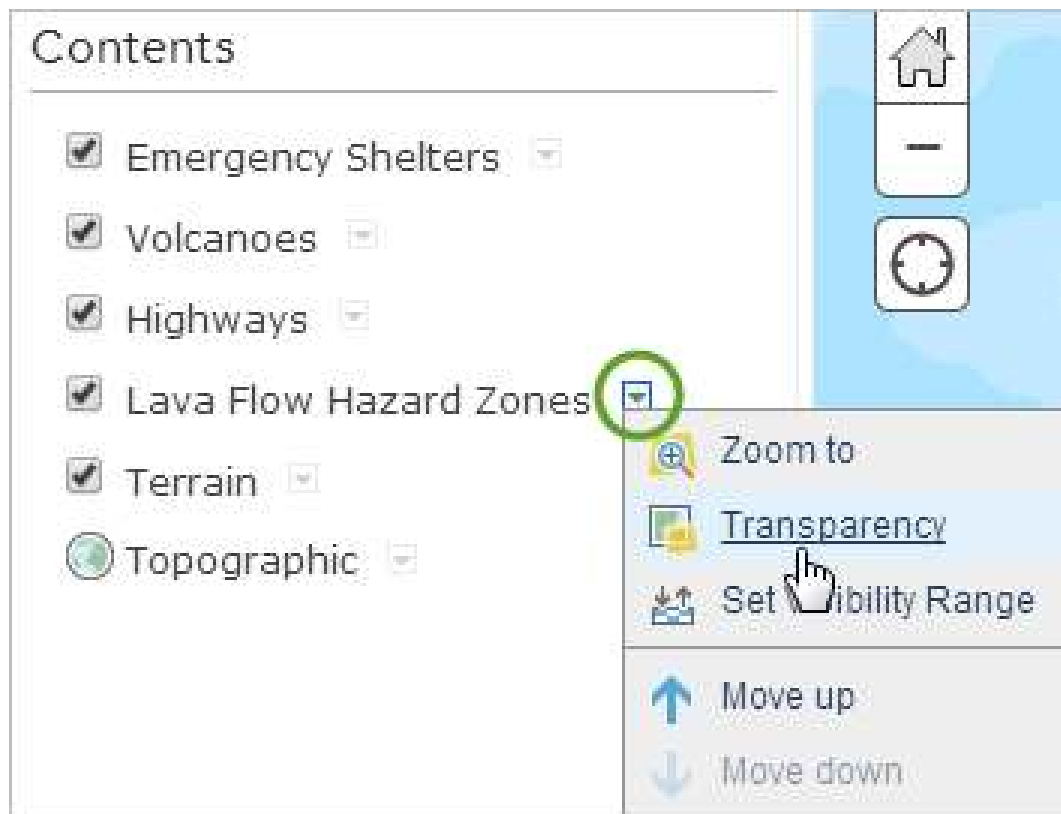 Contents
Emergency Shelters
Volcanoes
Highways
Lava Flow Hazard Zones
Terrain
Topographic
Zoom to
Transparency
Set ibility Range
Move up
Move down